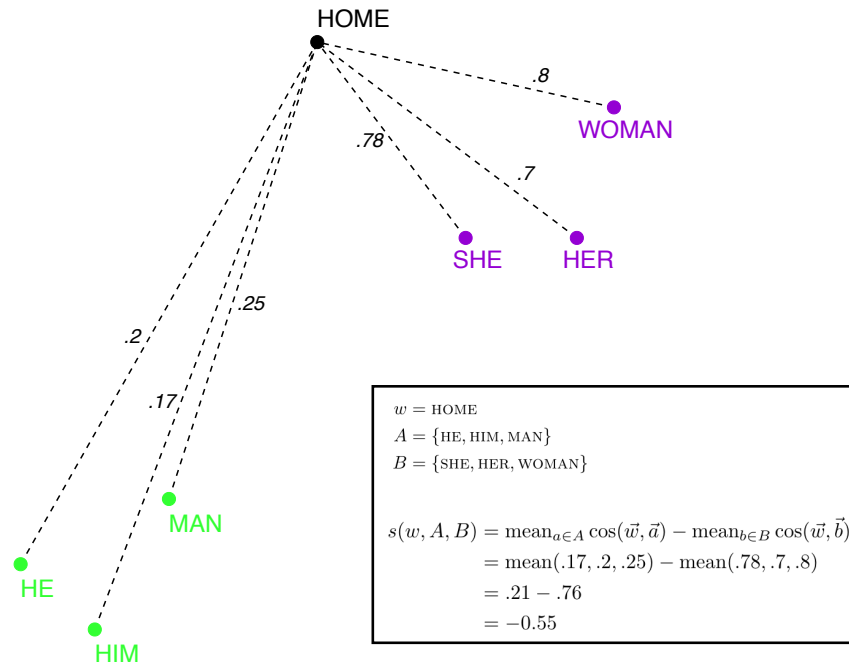 HOME
.8
WOMAN
.78
.7
SHE
HER
.25
.2
.17
MAN
HE
HIM
w = HOME
A = {HE, HIM, MAN}
B = {SHE, HER, WOMAN}
s(w, A, B) = mean_{a∈A} cos(w⃗, a⃗) − mean_{b∈B} cos(w⃗, b⃗)
= mean(.17, .2, .25) − mean(.78, .7, .8)
= .21 − .76
= −0.55